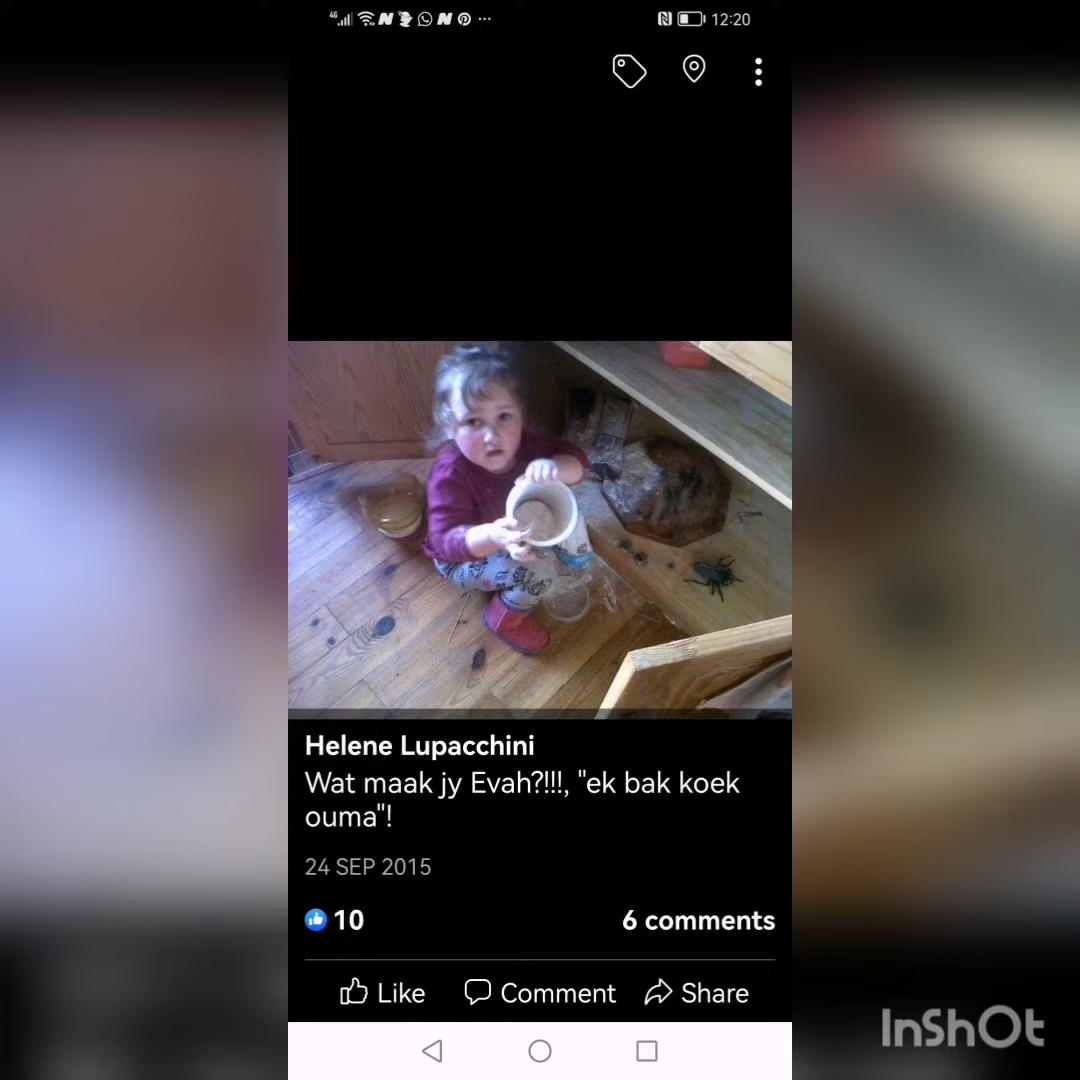 4G 12:20
Helene Lupacchini
Wat maak jy Evah?!!!, "ek bak koek
ouma"!
24 SEP 2015
10 6 comments
Like Comment Share
InShOt